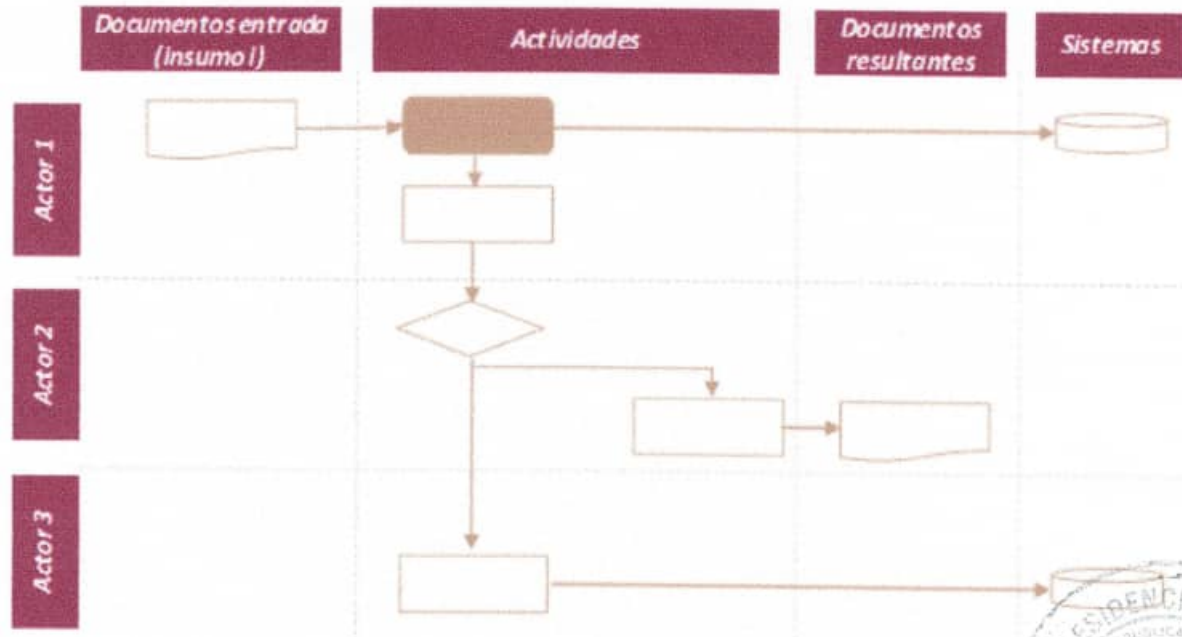 Documentos entrada
(insumo i)
Actividades
Documentos
resultantes
Sistemas
Actor 1
Actor 2
Actor 3